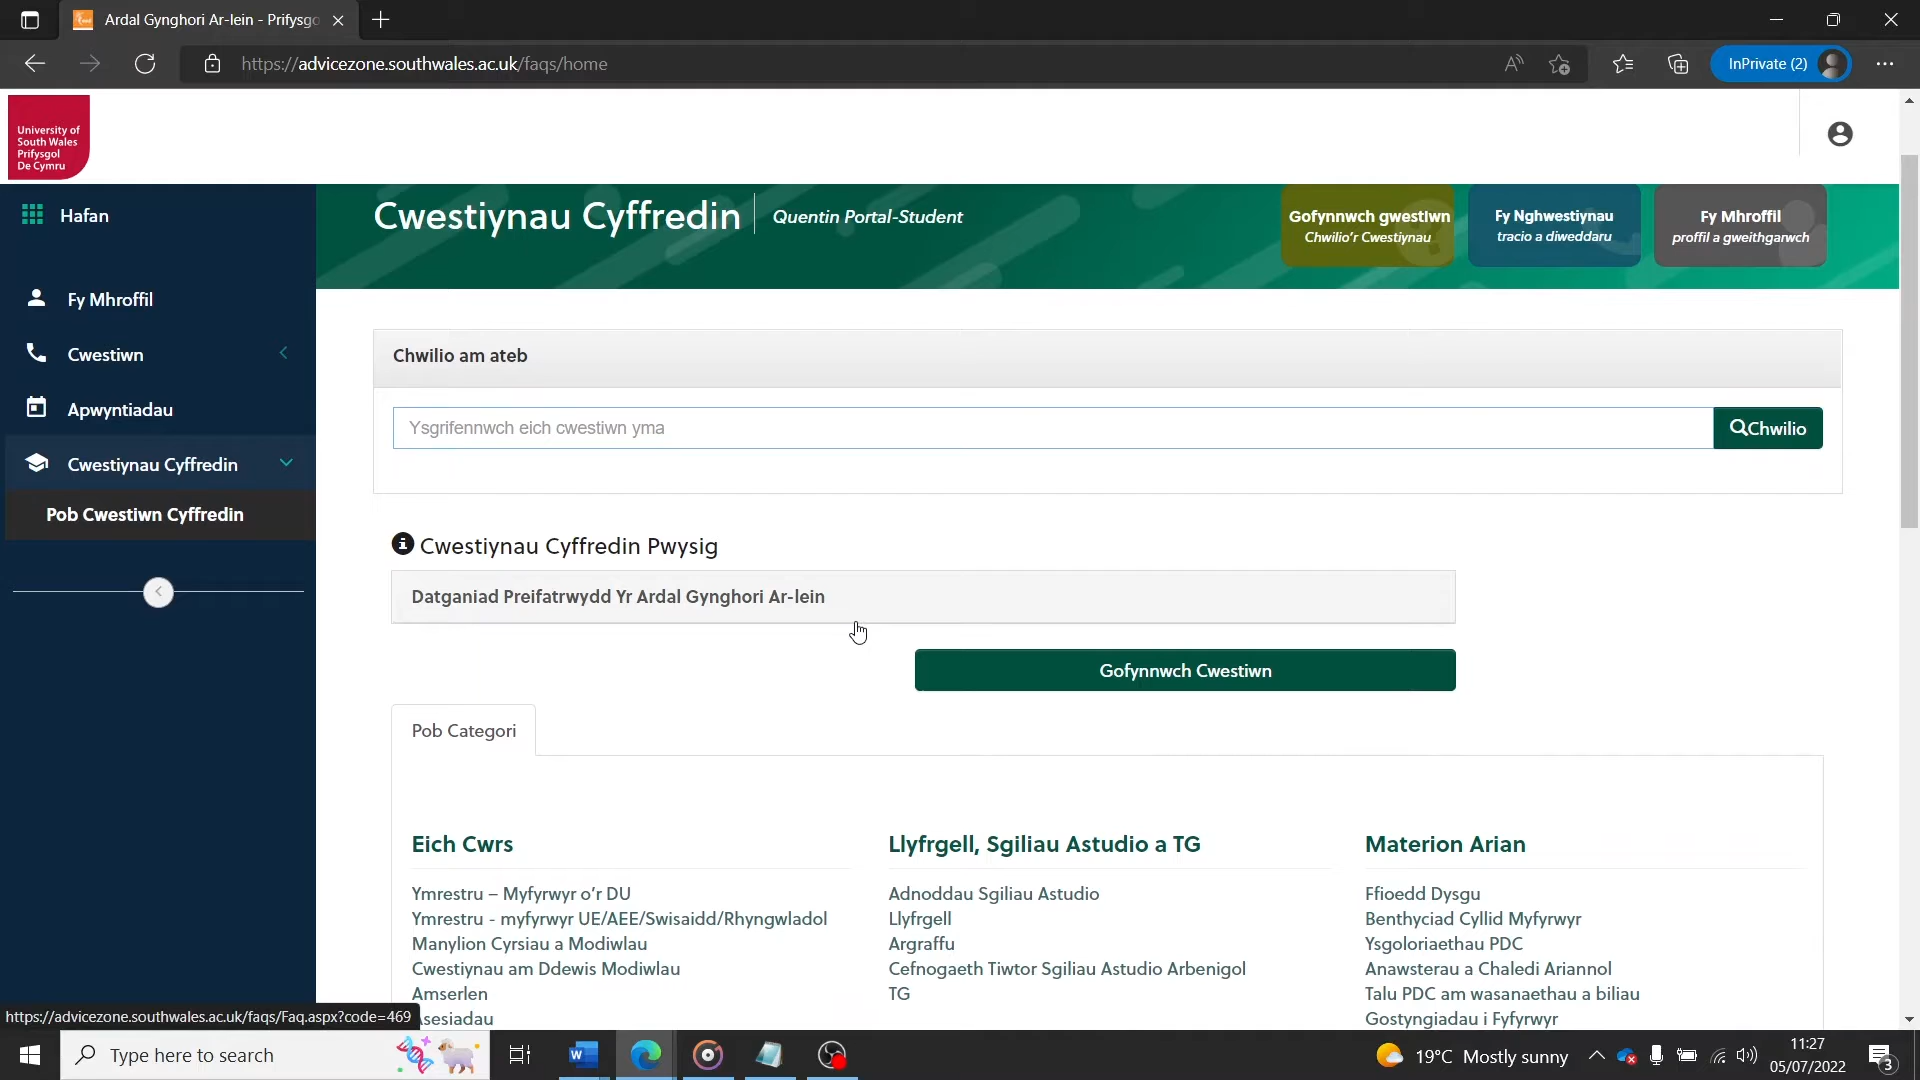 Ardal Gynghori Ar-lein - Prifysgo
https://advicezone.southwales.ac.uk/faqs/home
InPrivate (2)
University of
South Wales
Prifysgol
De Cymru
Hafan
Fy Mhroffil
Cwestiwn
Apwyntiadau
Cwestiynau Cyffredin
Pob Cwestiwn Cyffredin
Cwestiynau Cyffredin
Quentin Portal-Student
Gofynnwch gwestiwn
Chwilio'r Cwestiynau
Fy Nghwestiynau
tracio a diweddaru
Fy Mhroffil
proffil a gweithgarwch
Chwilio am ateb
Ysgrifennwch eich cwestiwn yma
Chwilio
Cwestiynau Cyffredin Pwysig
Datganiad Preifatrwydd Yr Ardal Gynghori Ar-lein
Gofynnwch Cwestiwn
Pob Categori
Eich Cwrs
Ymrestru – Myfyrwyr o'r DU
Ymrestru - myfyrwyr UE/AEE/Swisaidd/Rhyngwladol
Manylion Cyrsiau a Modiwlau
Cwestiynau am Ddewis Modiwlau
Amserlen
Asesiadau
Llyfrgell, Sgiliau Astudio a TG
Adnoddau Sgiliau Astudio
Llyfrgell
Argraffu
Cefnogaeth Tiwtor Sgiliau Astudio Arbenigol
TG
Materion Arian
Ffioedd Dysgu
Benthyciad Cyllid Myfyrwyr
Ysgoloriaethau PDC
Anawsterau a Chaledi Ariannol
Talu PDC am wasanaethau a biliau
Gostyngiadau i Fyfyrwyr
https://advicezone.southwales.ac.uk/faqs/Faq.aspx?code=469
Type here to search
19°C Mostly sunny
11:27
05/07/2022
3